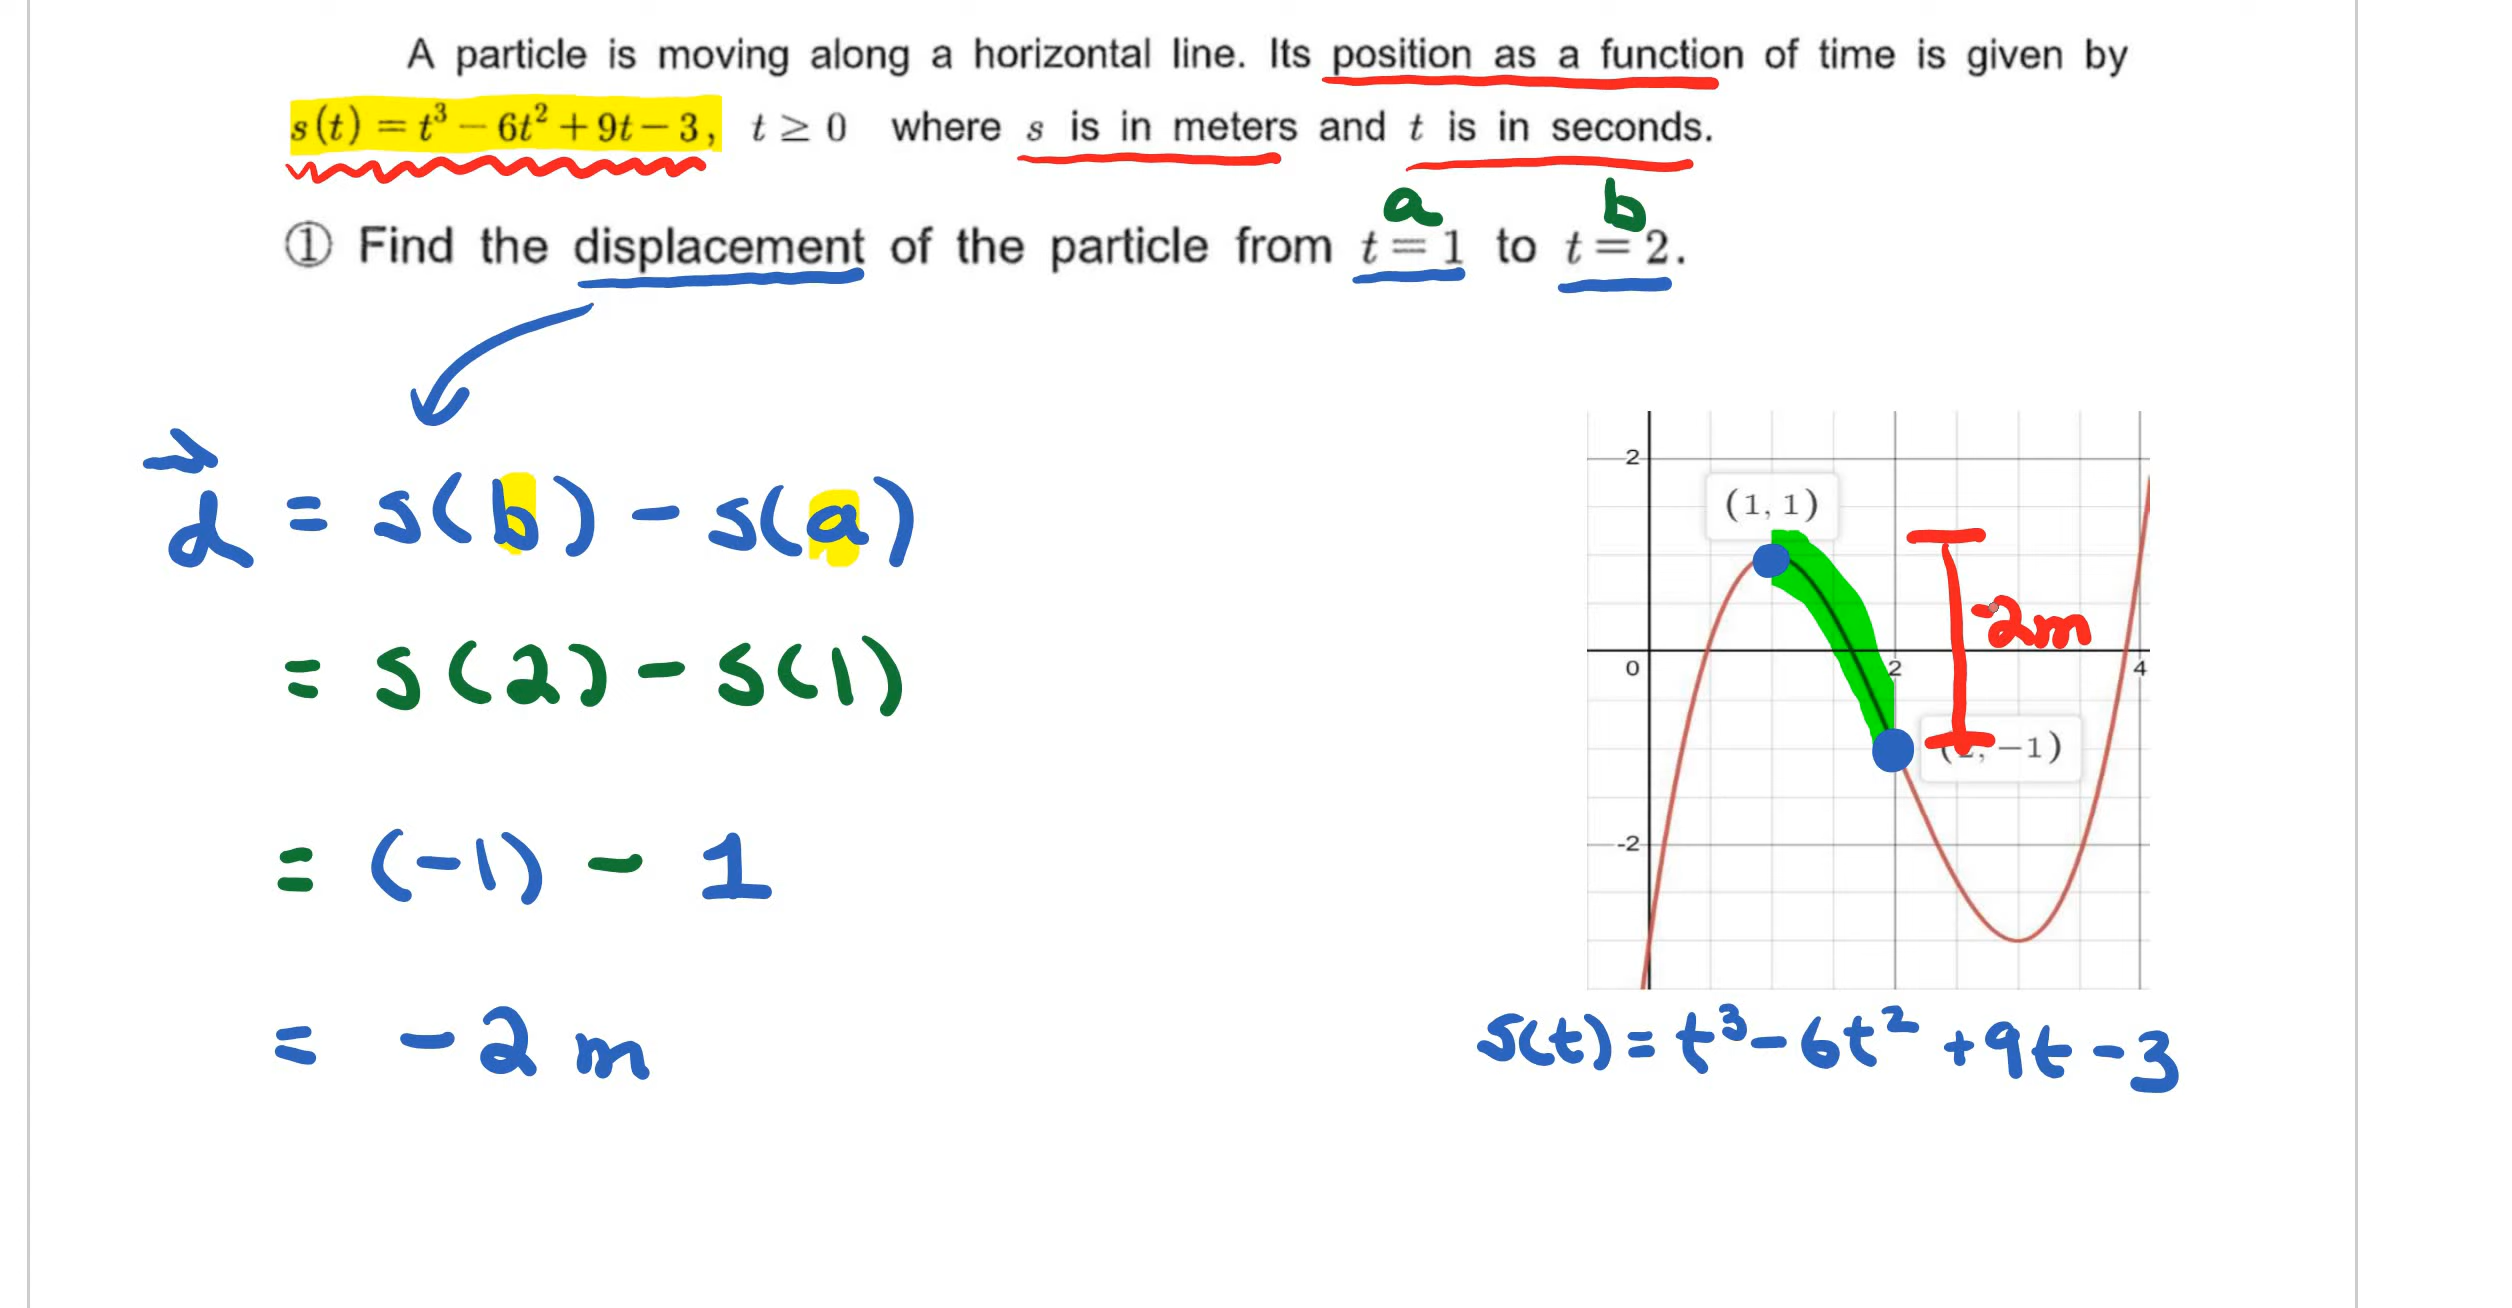 A particle is moving along a horizontal line. Its position as a function of time is given by
s(t) = t³ − 6t² + 9t − 3, t ≥ 0 where s is in meters and t is in seconds.
a b
① Find the displacement of the particle from t = 1 to t = 2.
d⃗ = s(b) − s(a)
= s(2) − s(1)
= (−1) − 1
= −2 m
2
(1, 1)
-2m
0 2 4
, −1)
-2
s(t) = t³ − 6t² + 9t − 3